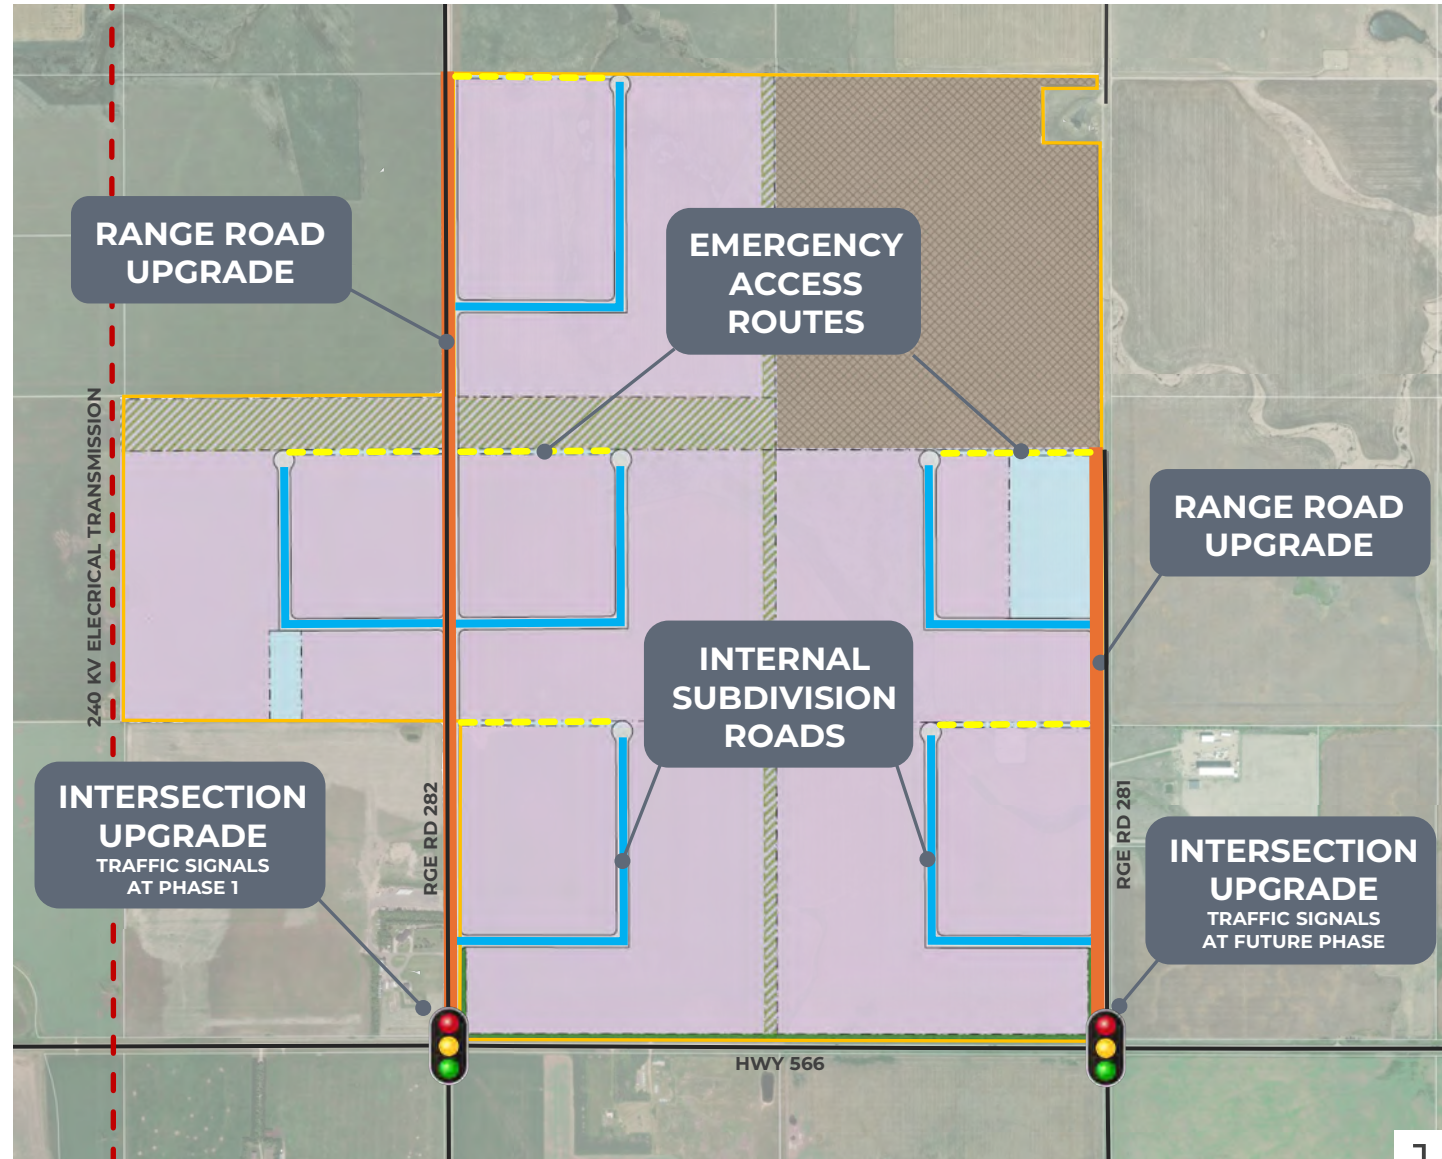 RANGE ROAD
UPGRADE
EMERGENCY
ACCESS
ROUTES
240 KV ELECRICAL TRANSMISSION
RANGE ROAD
UPGRADE
INTERNAL
SUBDIVISION
ROADS
INTERSECTION
UPGRADE
TRAFFIC SIGNALS
AT PHASE 1
RGE RD 282
RGE RD 281
INTERSECTION
UPGRADE
TRAFFIC SIGNALS
AT FUTURE PHASE
HWY 566